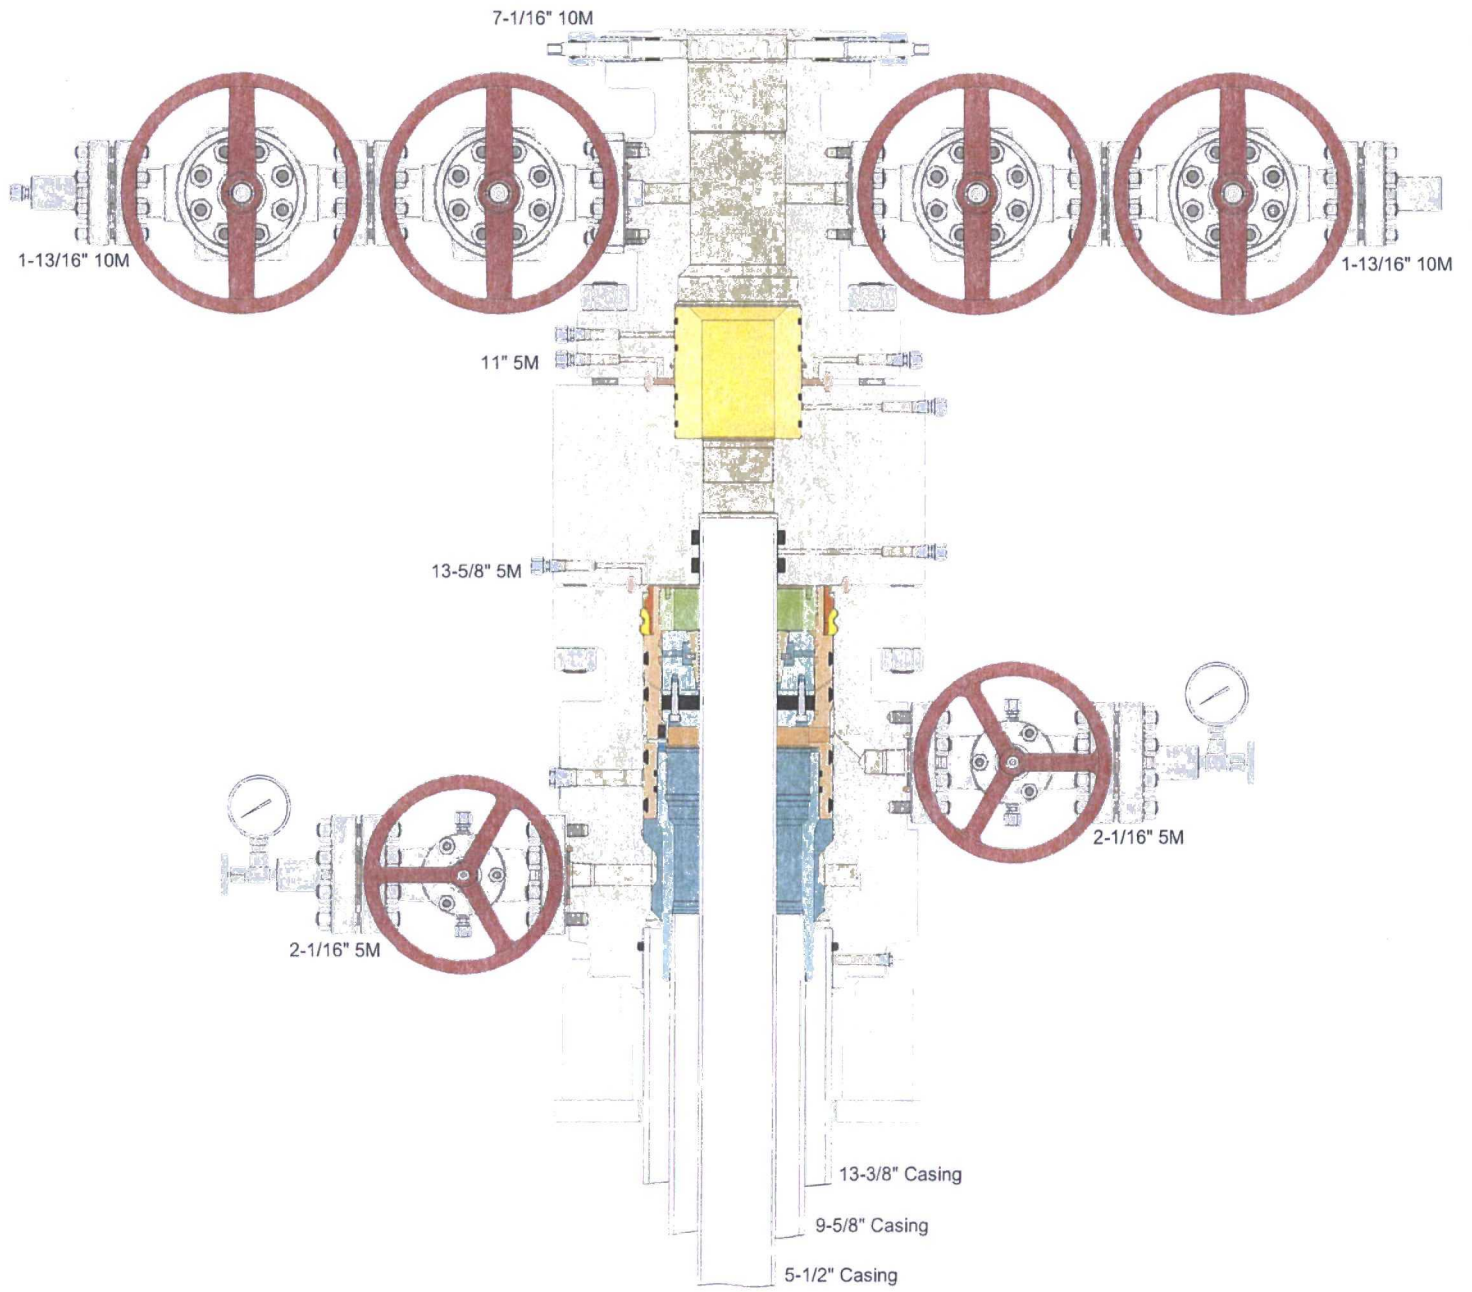 7-1/16" 10M
1-13/16" 10M
1-13/16" 10M
11" 5M
13-5/8" 5M
2-1/16" 5M
2-1/16" 5M
13-3/8" Casing
9-5/8" Casing
5-1/2" Casing